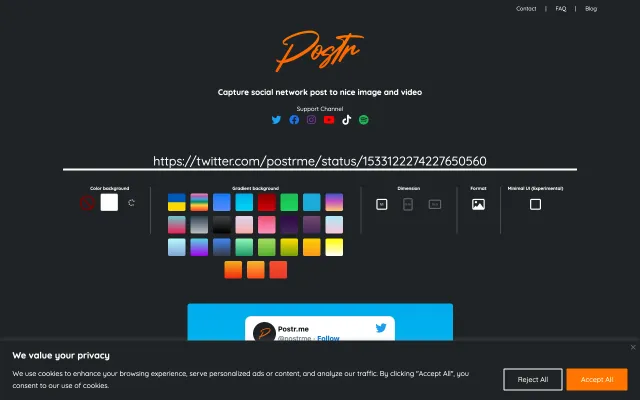 Contact | FAQ | Blog
Postr
Capture social network post to nice image and video
Support Channel
https://twitter.com/postrme/status/1533122274227650560
Color background
Gradient background
Dimension
Format
Minimal UI (Experimental)
Postr.me
@postrme · Follow
We value your privacy
We use cookies to enhance your browsing experience, serve personalized ads or content, and analyze our traffic. By clicking "Accept All", you
consent to our use of cookies.
Reject All
Accept All